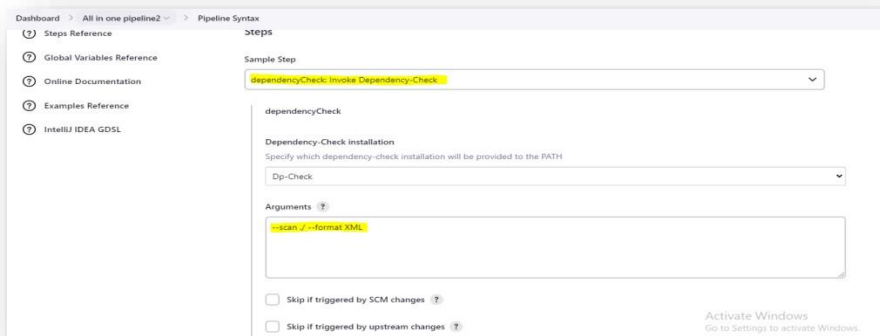 Dashboard > All in one pipeline2 > Pipeline Syntax
Steps Reference
Global Variables Reference
Online Documentation
Examples Reference
IntelliJ IDEA GDSL
Steps
Sample Step
dependencyCheck: Invoke Dependency-Check
dependencyCheck
Dependency-Check installation
Specify which dependency-check installation will be provided to the PATH
Dp-Check
Arguments ?
--scan ./ --format XML
Skip if triggered by SCM changes ?
Skip if triggered by upstream changes ?
Activate Windows
Go to Settings to activate Windows.